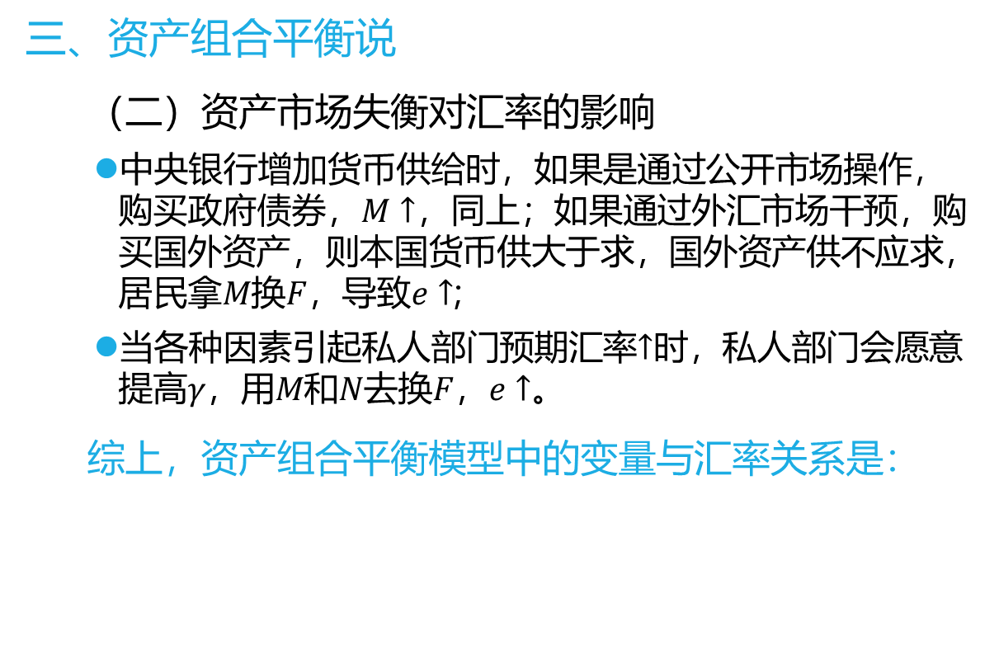 三、资产组合平衡说
（二）资产市场失衡对汇率的影响
●中央银行增加货币供给时，如果是通过公开市场操作，
购买政府债券，M↑，同上；如果通过外汇市场干预，购
买国外资产，则本国货币供大于求，国外资产供不应求，
居民拿M换F，导致e↑;
●当各种因素引起私人部门预期汇率↑时，私人部门会愿意
提高γ，用M和N去换F，e↑。
综上，资产组合平衡模型中的变量与汇率关系是：